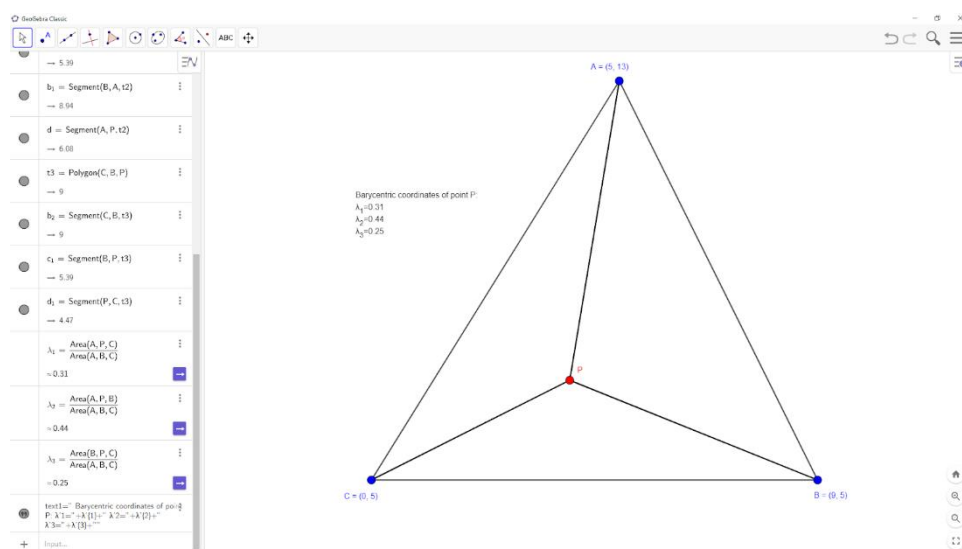 GeoGebra Classic
ABC
→ 5.39
b₁ = Segment(B, A, t2)
→ 8.94
d = Segment(A, P, t2)
→ 6.08
t3 = Polygon(C, B, P)
→ 9
b₂ = Segment(C, B, t3)
→ 9
c₁ = Segment(B, P, t3)
→ 5.39
d₁ = Segment(P, C, t3)
→ 4.47
λ₁ = Area(A, P, C) / Area(A, B, C)
≈ 0.31
λ₂ = Area(A, P, B) / Area(A, B, C)
≈ 0.44
λ₃ = Area(B, P, C) / Area(A, B, C)
≈ 0.25
text1=" Barycentric coordinates of point
P: λ¨1="+λ¨{1}+" λ¨2="+λ¨{2}+"
λ¨3="+λ¨{3}+""
Input...
A = (5, 13)
Barycentric coordinates of point P:
λ₁=0.31
λ₂=0.44
λ₃=0.25
P
C = (0, 5)
B = (9, 5)